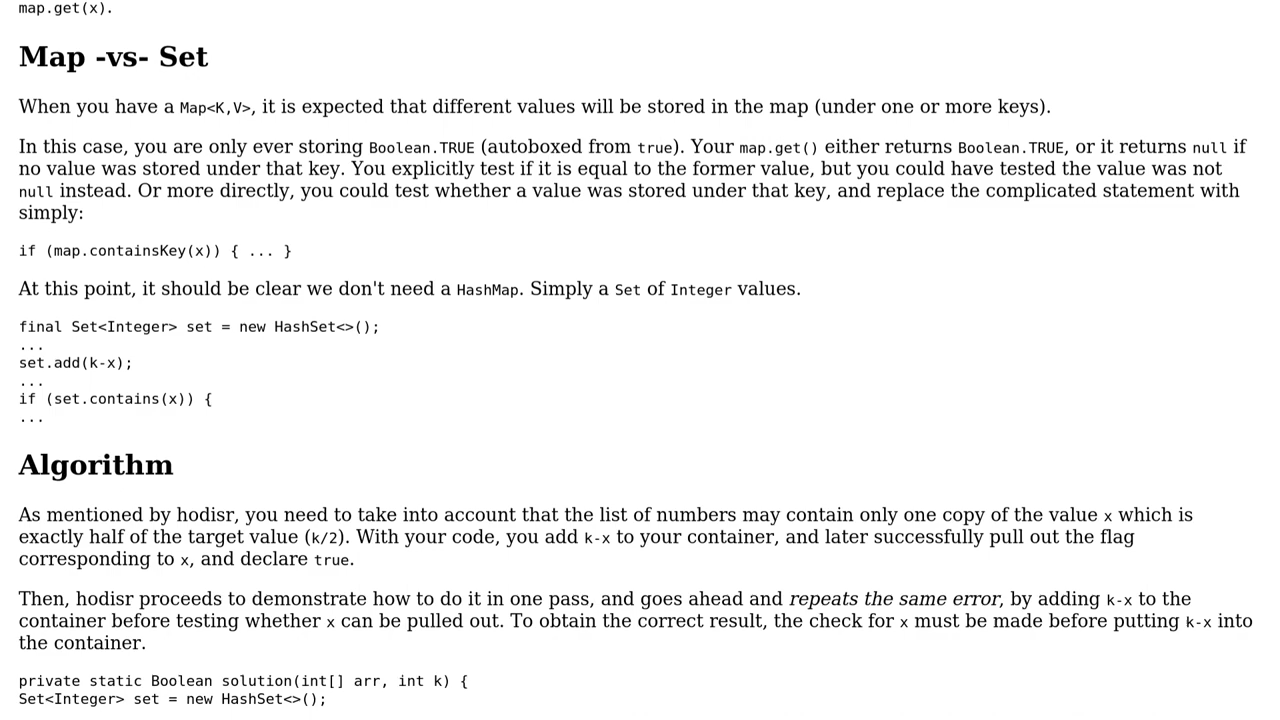 map.get(x).
Map -vs- Set
When you have a Map<K,V>, it is expected that different values will be stored in the map (under one or more keys).
In this case, you are only ever storing Boolean.TRUE (autoboxed from true). Your map.get() either returns Boolean.TRUE, or it returns null if
no value was stored under that key. You explicitly test if it is equal to the former value, but you could have tested the value was not
null instead. Or more directly, you could test whether a value was stored under that key, and replace the complicated statement with
simply:
if (map.containsKey(x)) { ... }
At this point, it should be clear we don't need a HashMap. Simply a Set of Integer values.
final Set<Integer> set = new HashSet<>();
...
set.add(k-x);
...
if (set.contains(x)) {
...
Algorithm
As mentioned by hodisr, you need to take into account that the list of numbers may contain only one copy of the value x which is
exactly half of the target value (k/2). With your code, you add k-x to your container, and later successfully pull out the flag
corresponding to x, and declare true.
Then, hodisr proceeds to demonstrate how to do it in one pass, and goes ahead and repeats the same error, by adding k-x to the
container before testing whether x can be pulled out. To obtain the correct result, the check for x must be made before putting k-x into
the container.
private static Boolean solution(int[] arr, int k) {
Set<Integer> set = new HashSet<>();